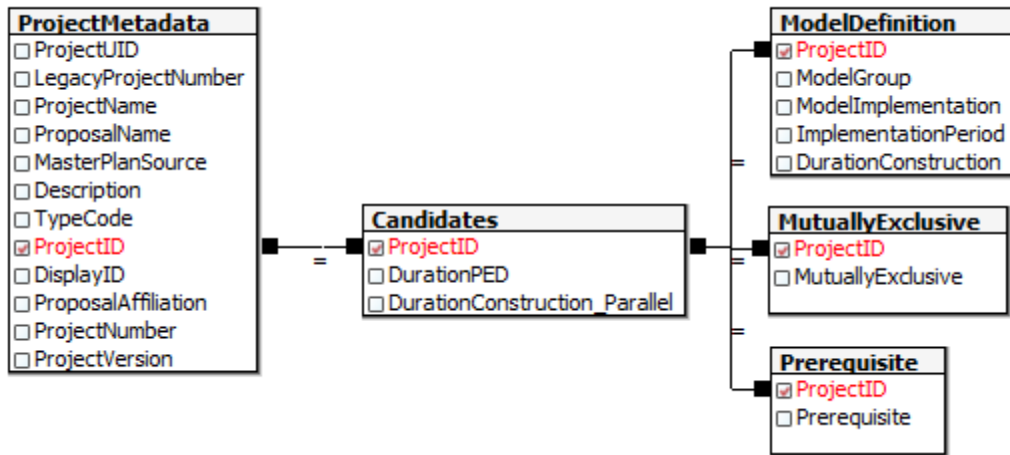 ProjectMetadata
ProjectUID
LegacyProjectNumber
ProjectName
ProposalName
MasterPlanSource
Description
TypeCode
ProjectID
DisplayID
ProposalAffiliation
ProjectNumber
ProjectVersion
=
Candidates
ProjectID
DurationPED
DurationConstruction_Parallel
=
=
=
ModelDefinition
ProjectID
ModelGroup
ModelImplementation
ImplementationPeriod
DurationConstruction
MutuallyExclusive
ProjectID
MutuallyExclusive
Prerequisite
ProjectID
Prerequisite